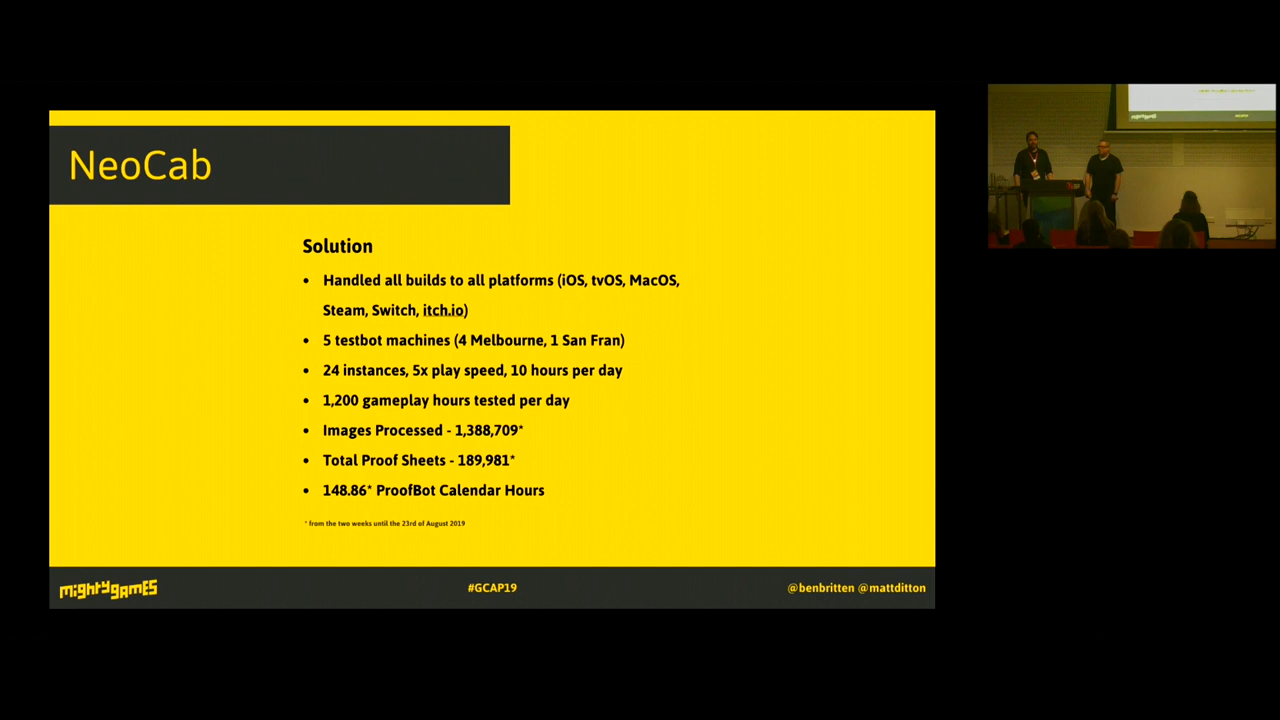 NeoCab
Solution
• Handled all builds to all platforms (iOS, tvOS, MacOS,
Steam, Switch, itch.io)
• 5 testbot machines (4 Melbourne, 1 San Fran)
• 24 instances, 5x play speed, 10 hours per day
• 1,200 gameplay hours tested per day
• Images Processed - 1,388,709*
• Total Proof Sheets - 189,981*
• 148.86* ProofBot Calendar Hours
* from the two weeks until the 23rd of August 2019
mightygames
#GCAP19
@benbritten @mattditton